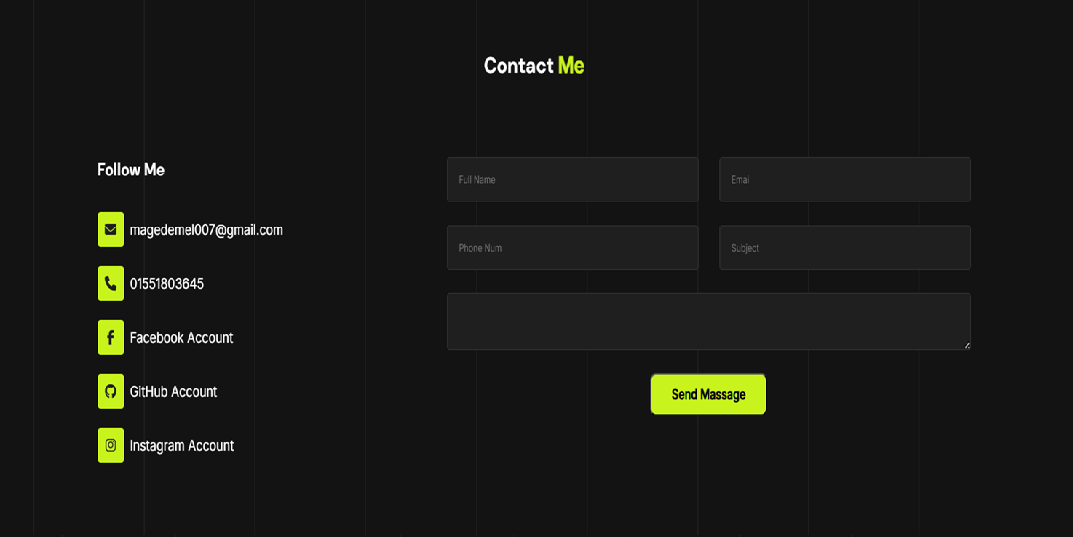 Contact Me
Follow Me
magedemel007@gmail.com
01551803645
Facebook Account
GitHub Account
Instagram Account
Full Name
Emai
Phone Num
Subject
Send Massage